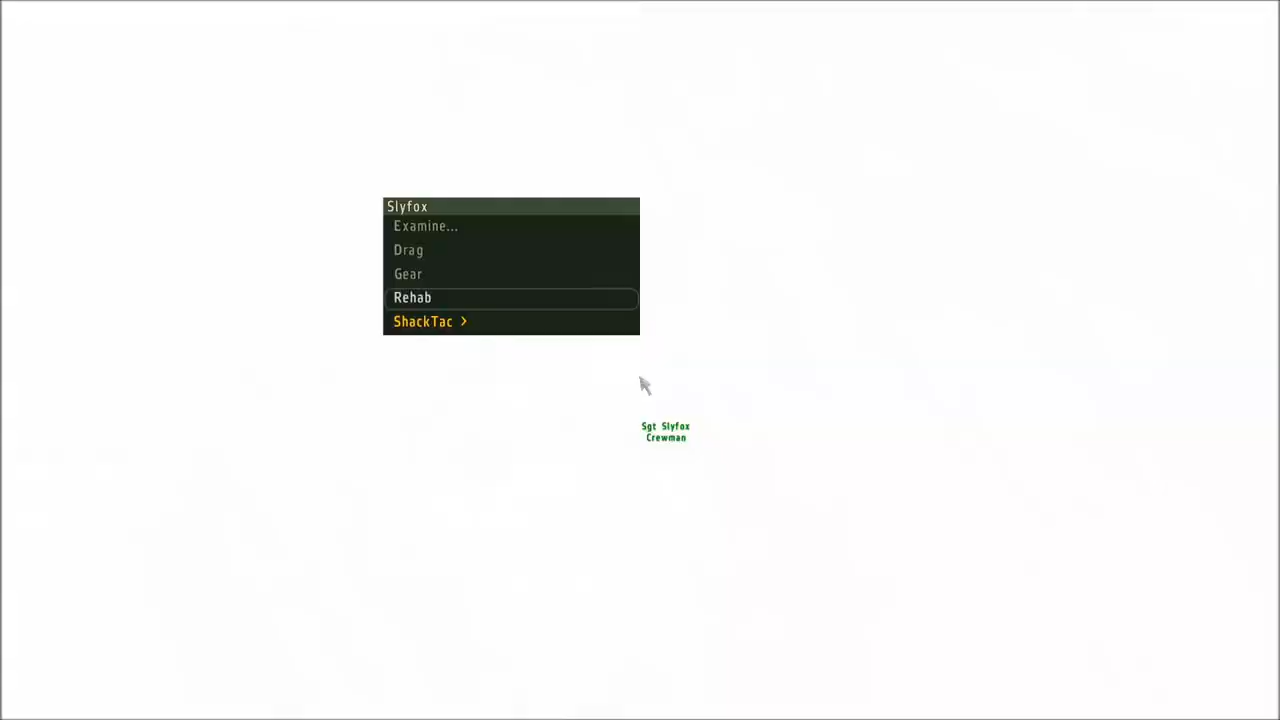 Slyfox
Examine...
Drag
Gear
Rehab
ShackTac >
Sgt Slyfox
Crewman